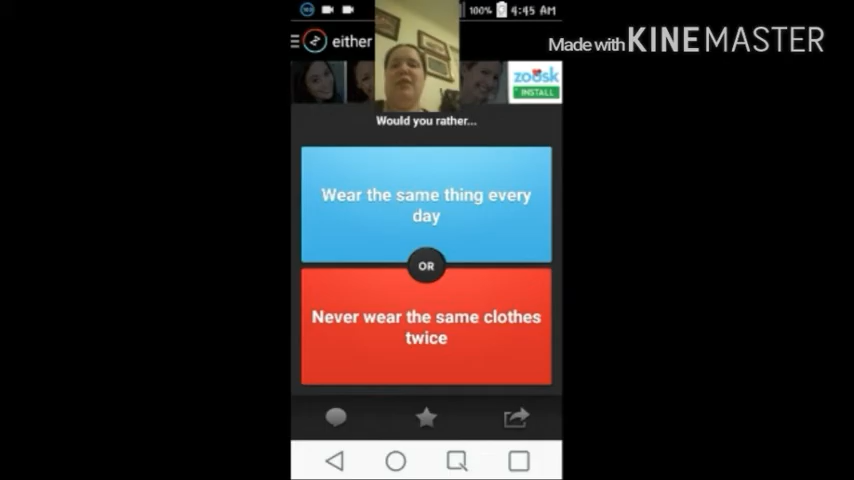 100% 4:45 AM
either
Made with KINEMASTER
zoosk
INSTALL
Would you rather...
Wear the same thing every
day
OR
Never wear the same clothes
twice